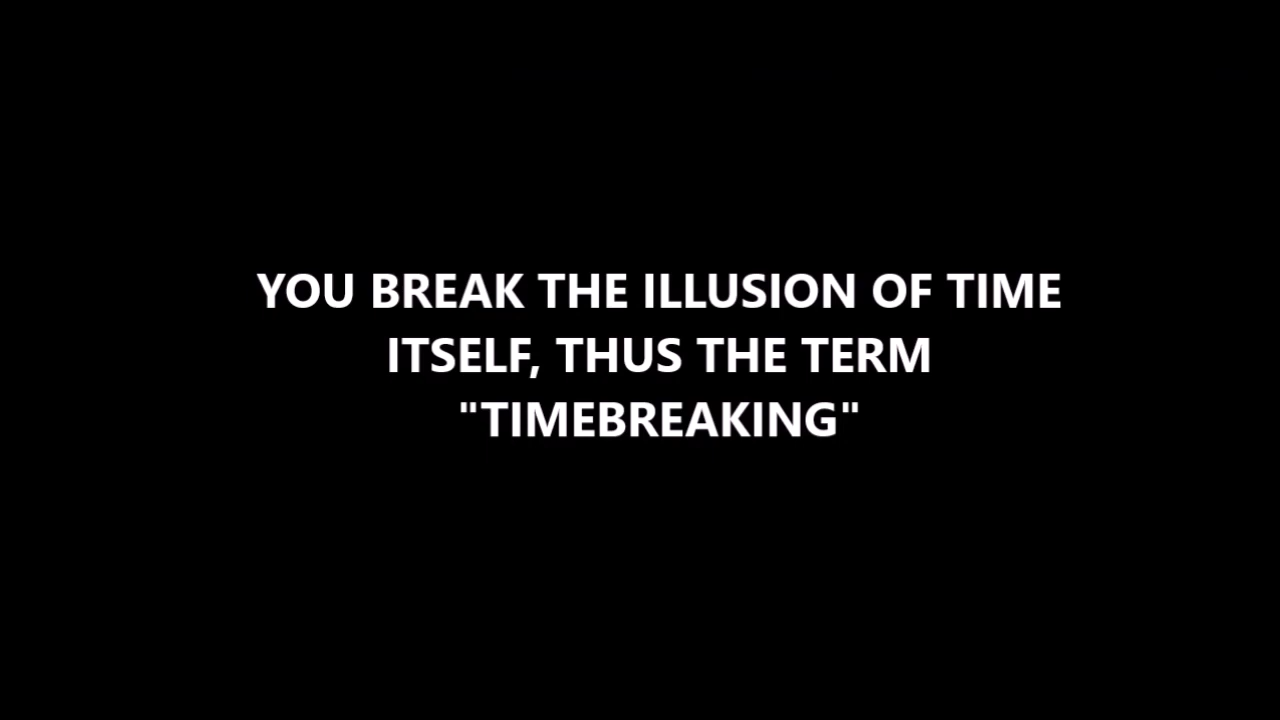 YOU BREAK THE ILLUSION OF TIME
ITSELF, THUS THE TERM
"TIMEBREAKING"